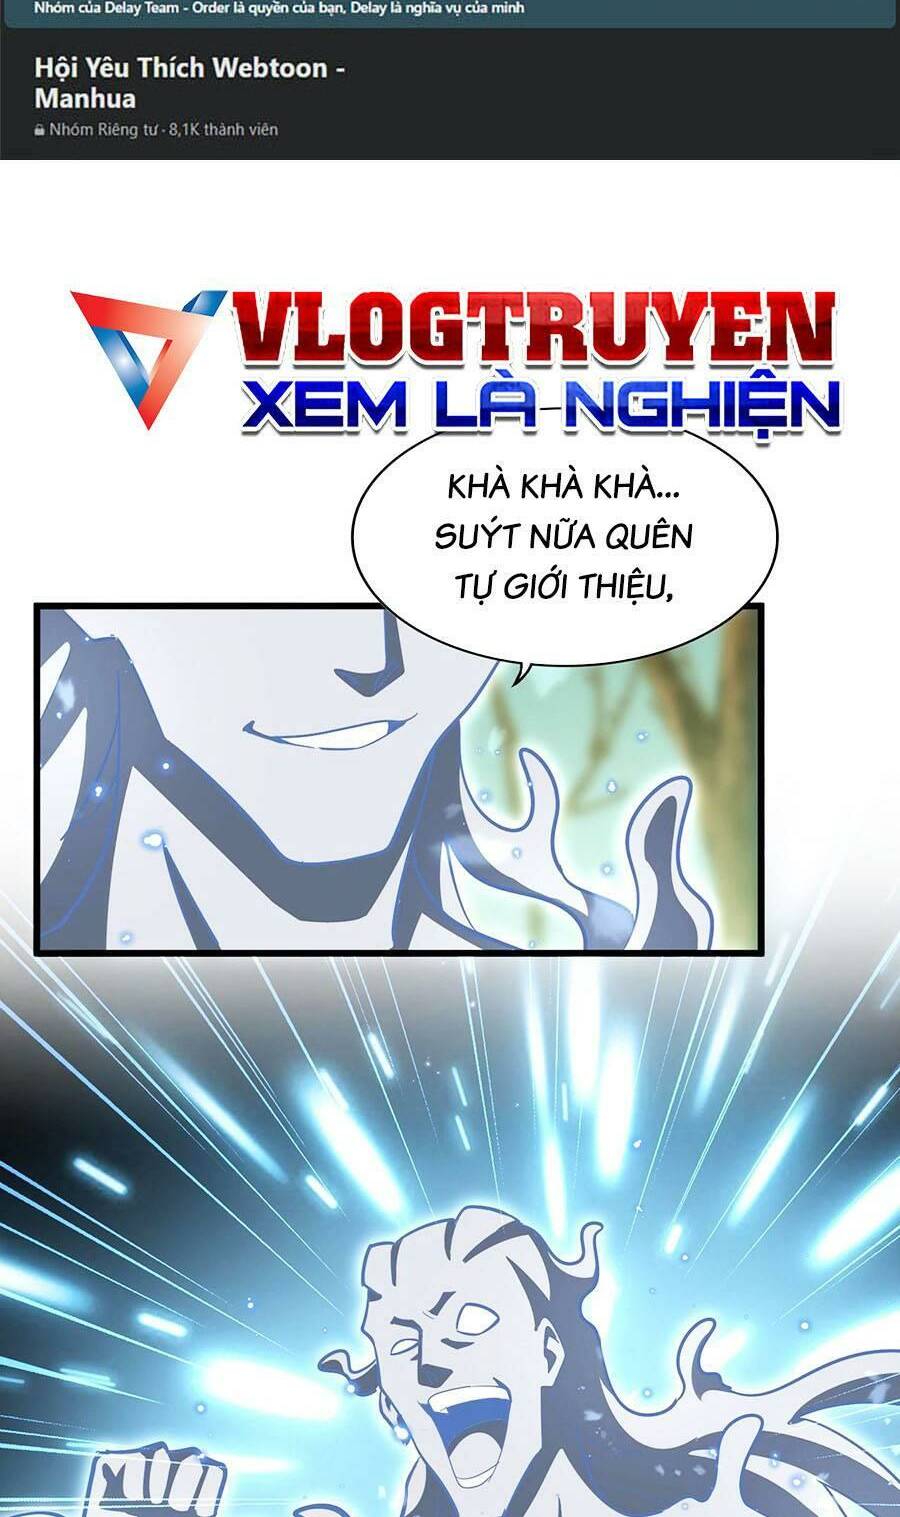 Nhóm của Delay Team - Order là quyền của bạn, Delay là nghĩa vụ của mình
Hội Yêu Thích Webtoon -
Manhua
Nhóm Riêng tư · 8,1K thành viên
VLOGTRUYEN
XEM LÀ NGHIỆN
KHÀ KHÀ KHÀ...
SUÝT NỮA QUÊN
TỰ GIỚI THIỆU,